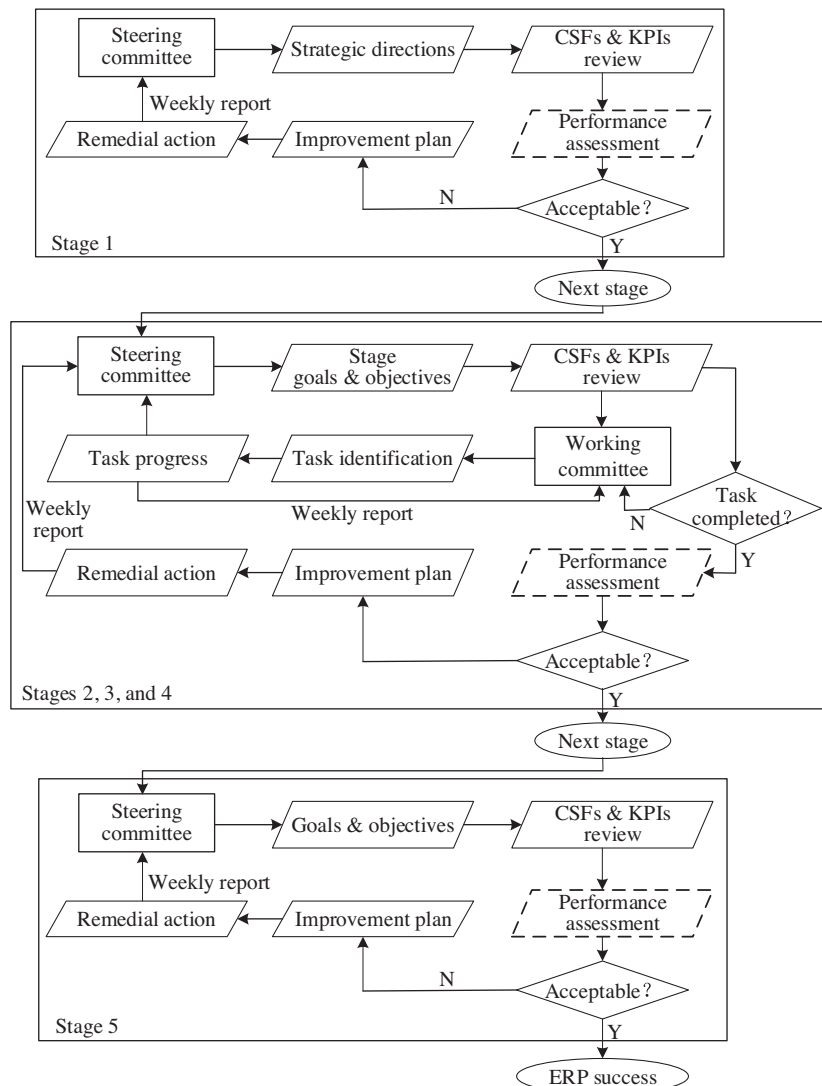 Steering
committee
Strategic directions
CSFs & KPIs
review
Weekly report
Remedial action
Improvement plan
Performance
assessment
N
Acceptable?
Y
Stage 1
Next stage
Steering
committee
Stage
goals & objectives
CSFs & KPIs
review
Task progress
Task identification
Working
committee
Weekly
report
Weekly report
N
Task
completed?
Y
Remedial action
Improvement plan
Performance
assessment
Acceptable?
Y
Stages 2, 3, and 4
Next stage
Steering
committee
Goals & objectives
CSFs & KPIs
review
Weekly report
Remedial action
Improvement plan
Performance
assessment
N
Acceptable?
Y
Stage 5
ERP success